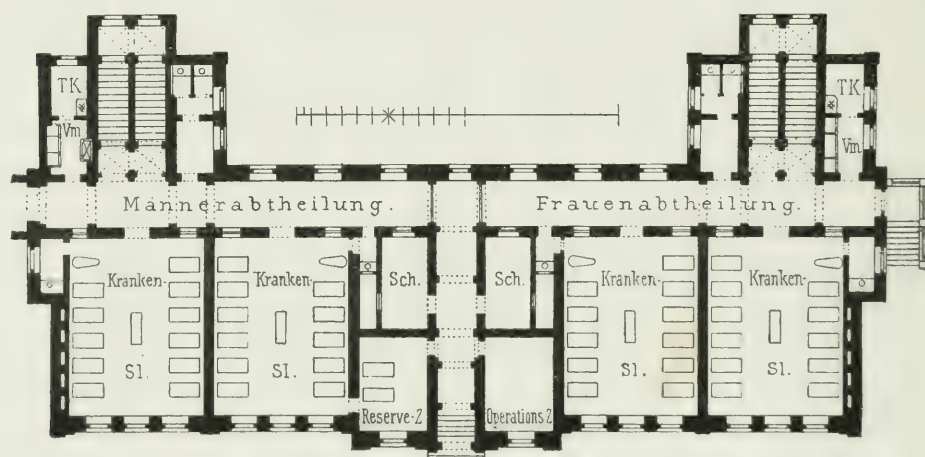 TK
Vm
TK
Vm
Männerabtheilung.
Frauenabtheilung.
Kranken-
Sl.
Kranken-
Sl.
Sch.
Sch.
Kranken-
Sl.
Kranken-
Sl.
Reserve-Z
Operations Z